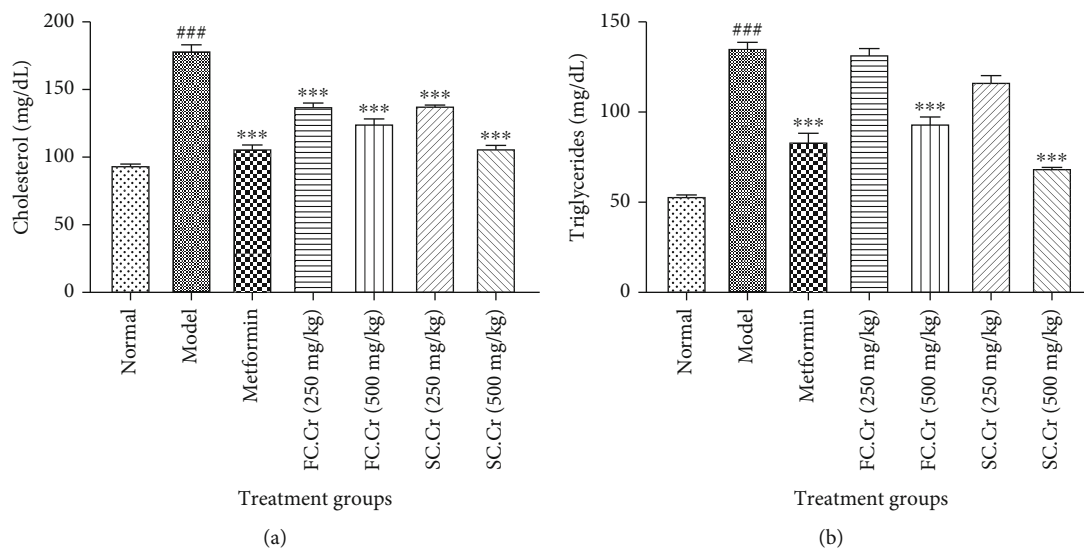 200
150
100
50
0
Cholesterol (mg/dL)
###
***
***
***
***
***
Normal
Model
Metformin
FC.Cr (250 mg/kg)
FC.Cr (500 mg/kg)
SC.Cr (250 mg/kg)
SC.Cr (500 mg/kg)
Treatment groups
(a)
150
100
50
0
Triglycerides (mg/dL)
###
***
***
***
Normal
Model
Metformin
FC.Cr (250 mg/kg)
FC.Cr (500 mg/kg)
SC.Cr (250 mg/kg)
SC.Cr (500 mg/kg)
Treatment groups
(b)